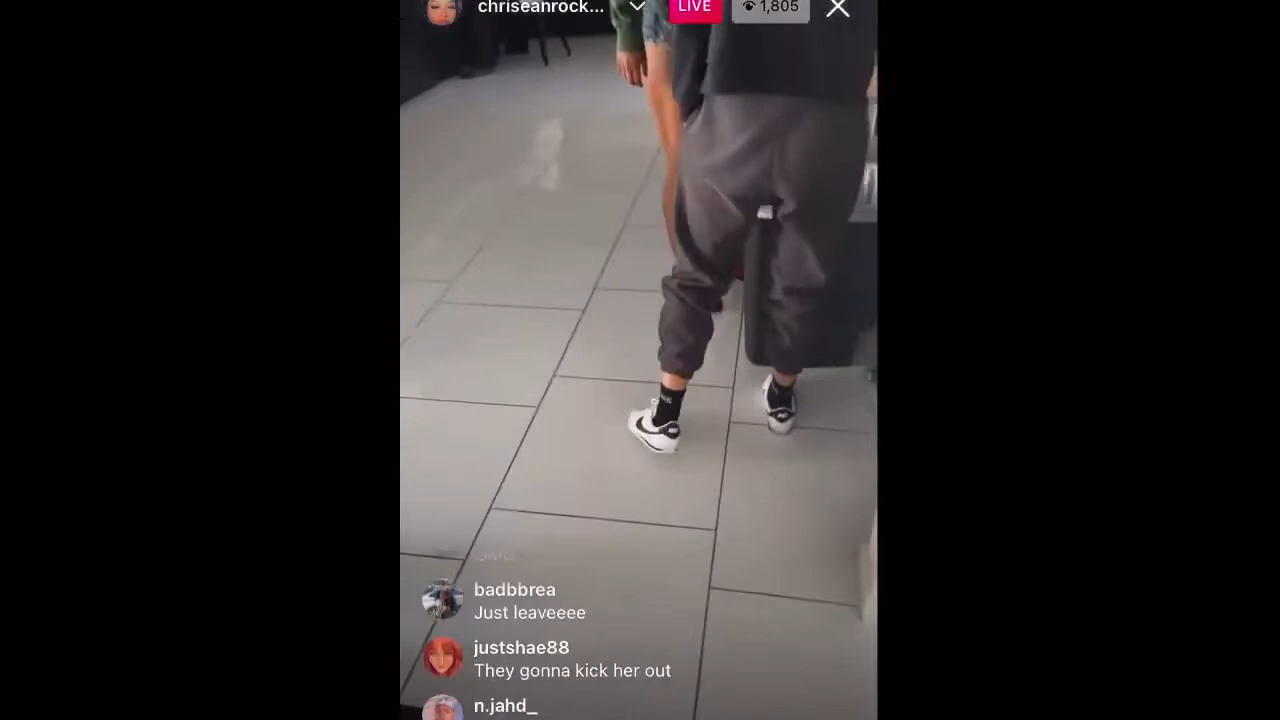 chriseanrock...
LIVE
1,805
badbbrea
Just leaveeee
justshae88
They gonna kick her out
n.jahd_